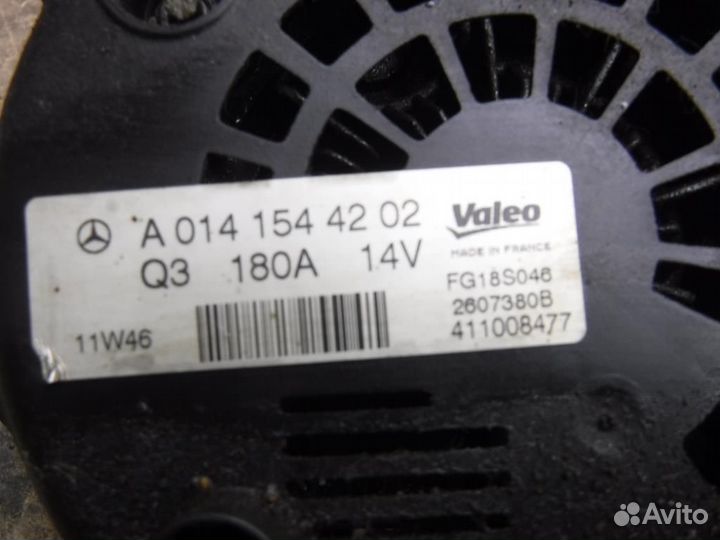 A 014 154 42 02
Q3 180A 14V
11W46
Valeo
MADE IN FRANCE
FG18S046
2607380B
411008477
Avito